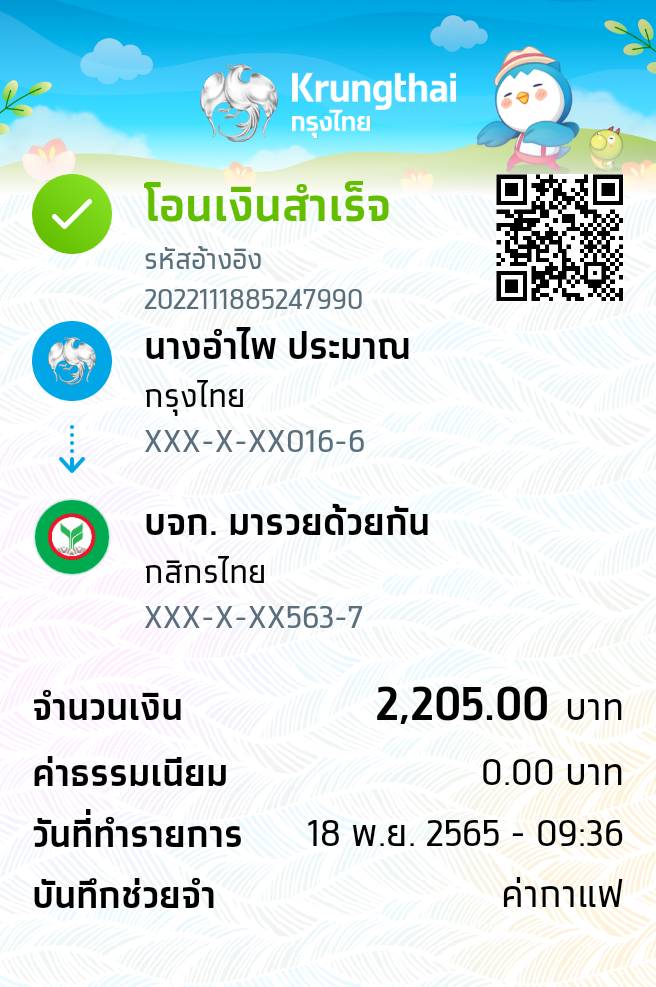 Krungthai
กรุงไทย
โอนเงินสำเร็จ
รหัสอ้างอิง
2022111885247990
นางอำไพ ประมาณ
กรุงไทย
XXX-X-XX016-6
บจก. มารวยด้วยกัน
กสิกรไทย
XXX-X-XX563-7
จำนวนเงิน 2,205.00 บาท
ค่าธรรมเนียม 0.00 บาท
วันที่ทำรายการ 18 พ.ย. 2565 - 09:36
บันทึกช่วยจำ ค่ากาแฟ